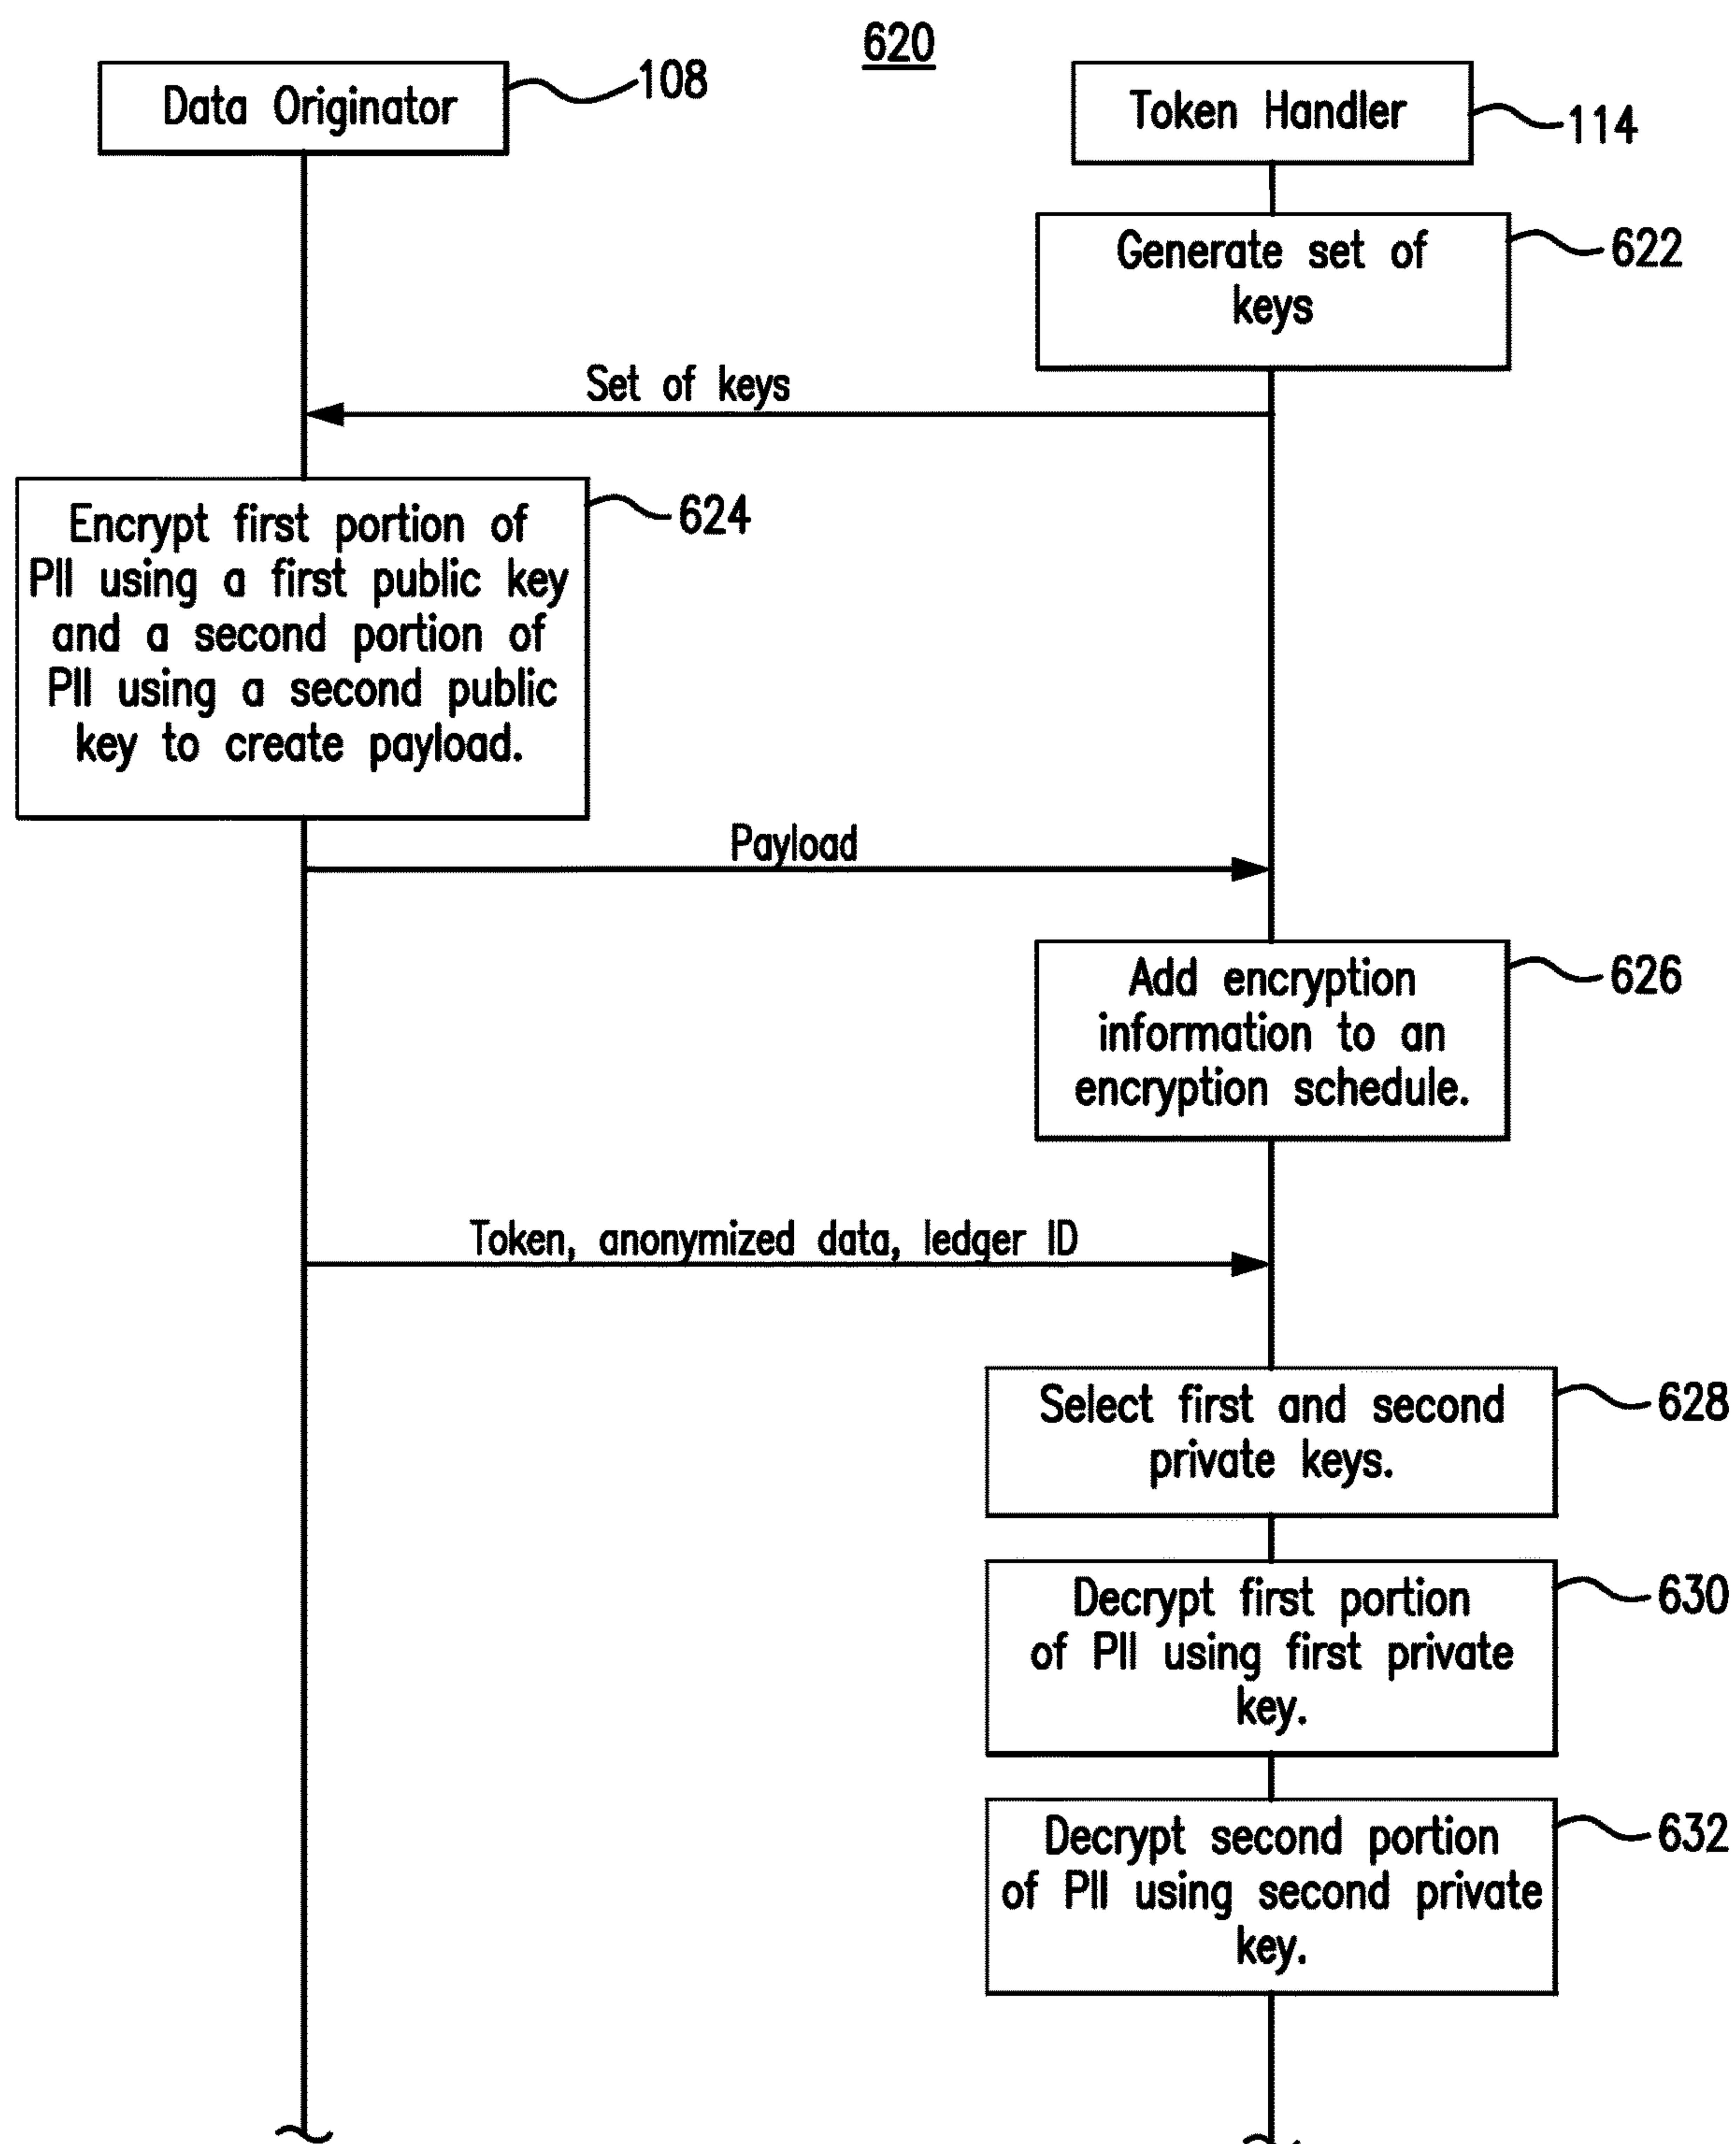 620
Data Originator
108
Token Handler
114
Generate set of
keys
622
Set of keys
Encrypt first portion of
PII using a first public key
and a second portion of
PII using a second public
key to create payload.
624
Payload
Add encryption
information to an
encryption schedule.
626
Token, anonymized data, ledger ID
Select first and second
private keys.
628
Decrypt first portion
of PII using first private
key.
630
Decrypt second portion
of PII using second private
key.
632